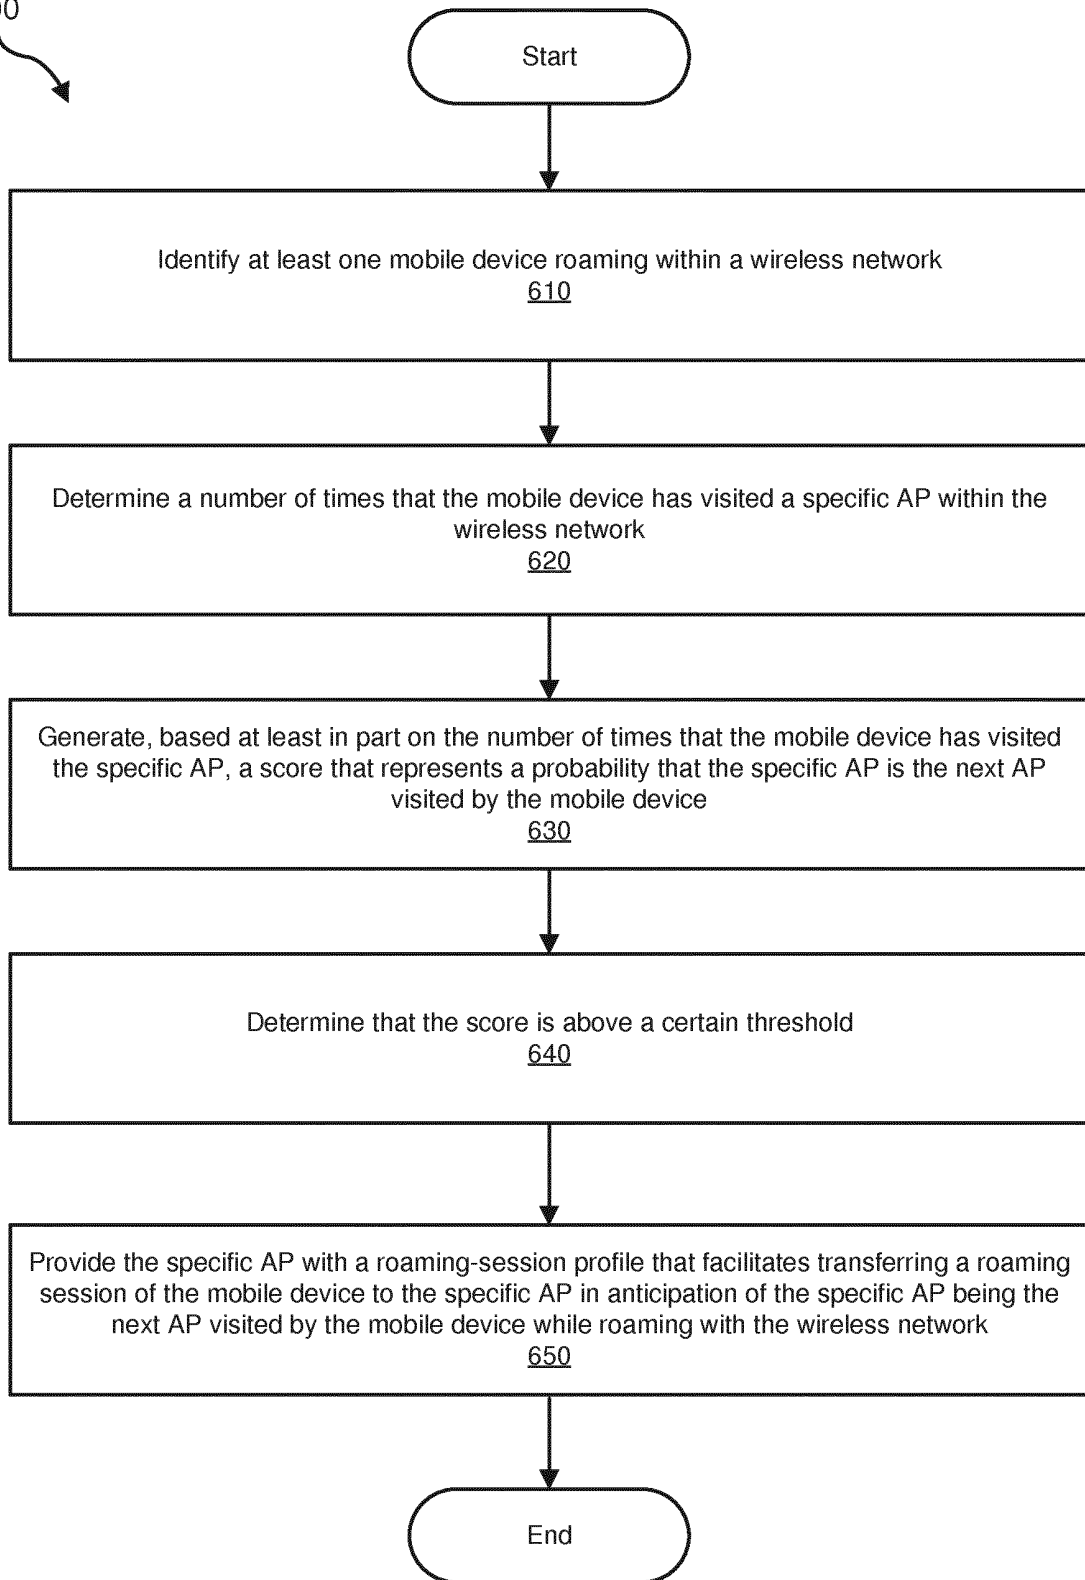 Start
Identify at least one mobile device roaming within a wireless network
610
Determine a number of times that the mobile device has visited a specific AP within the
wireless network
620
Generate, based at least in part on the number of times that the mobile device has visited
the specific AP, a score that represents a probability that the specific AP is the next AP
visited by the mobile device
630
Determine that the score is above a certain threshold
640
Provide the specific AP with a roaming-session profile that facilitates transferring a roaming
session of the mobile device to the specific AP in anticipation of the specific AP being the
next AP visited by the mobile device while roaming with the wireless network
650
End